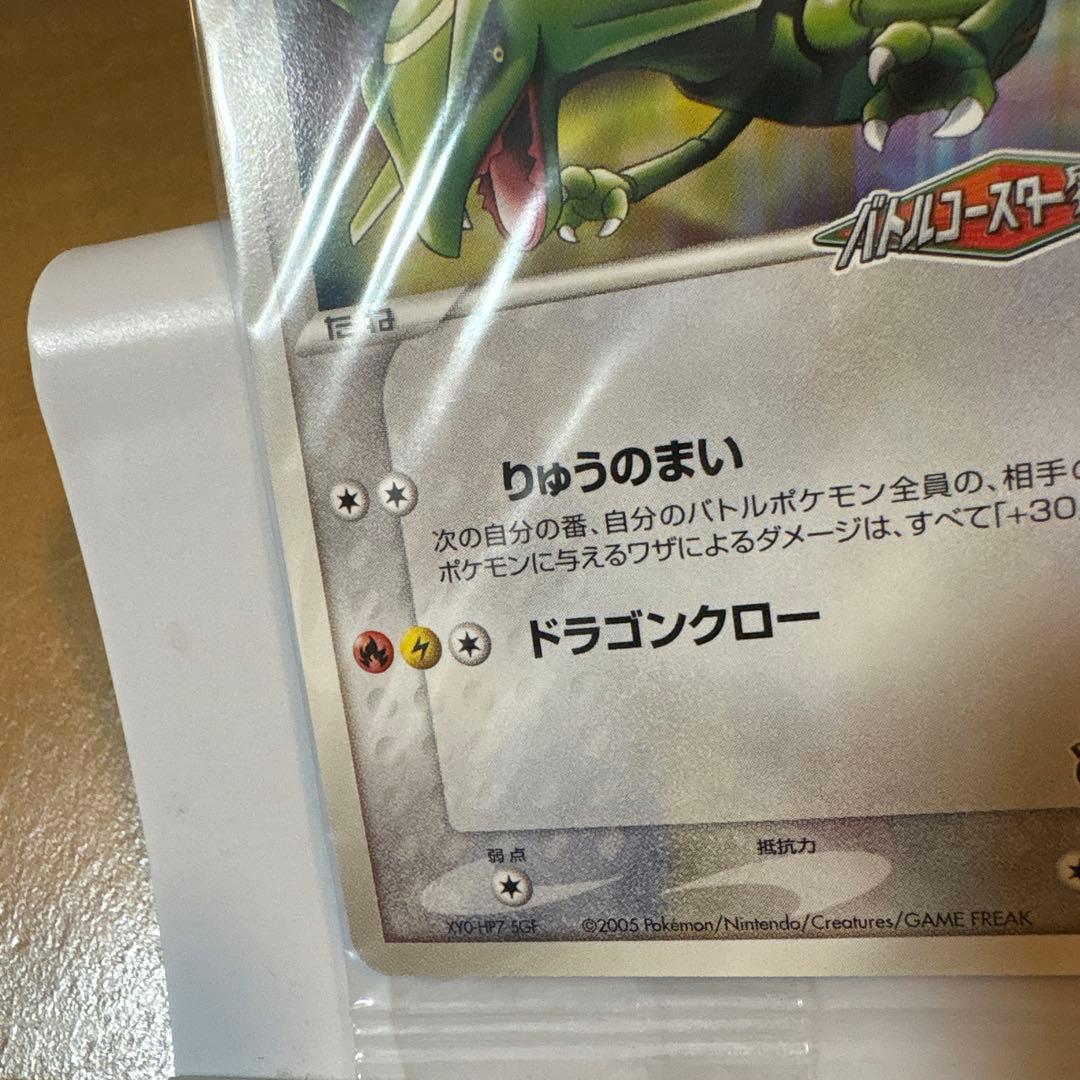 バトルコースター
たね
りゅうのまい
次の自分の番、自分のバトルポケモン全員の、相手
ポケモンに与えるワザによるダメージは、すべて「+30
ドラゴンクロー
弱点
抵抗力
XY0-HP7 5GF
©2005 Pokémon/Nintendo/Creatures/GAME FREAK